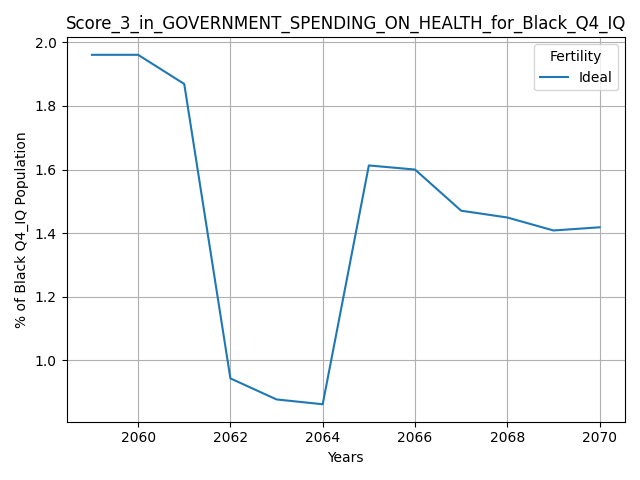 Score_3_in_GOVERNMENT_SPENDING_ON_HEALTH_for_Black_Q4_IQ
Fertility
Ideal
% of Black Q4_IQ Population
2.0
1.8
1.6
1.4
1.2
1.0
2060 2062 2064 2066 2068 2070
Years